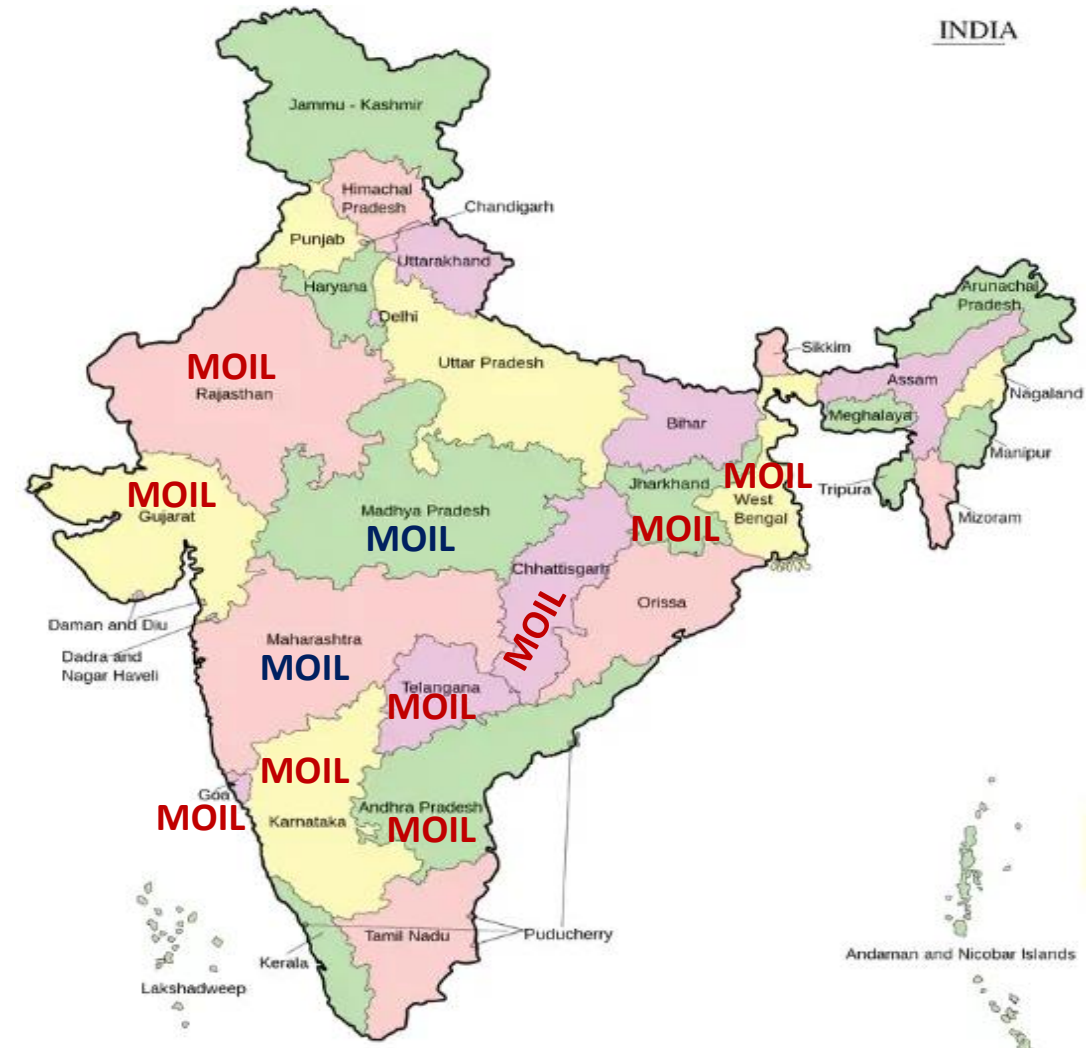 INDIA
Jammu - Kashmir
Himachal
Pradesh
Chandigarh
Punjab
Uttarakhand
Haryana
Delhi
Arunachal
Pradesh
Sikkim
MOIL
Rajasthan
Uttar Pradesh
Assam
Nagaland
Meghalaya
Bihar
Manipur
MOIL
Gujarat
Madhya Pradesh
MOIL
Jharkhand
MOIL
MOIL
West
Bengal
Tripura
Mizoram
Chhattisgarh
MOIL
Orissa
Daman and Diu
Dadra and
Nagar Haveli
Maharashtra
MOIL
Telangana
MOIL
MOIL
Karnataka
Goa
MOIL
Andhra Pradesh
MOIL
Tamil Nadu
Puducherry
Kerala
Lakshadweep
Andaman and Nicobar Islands